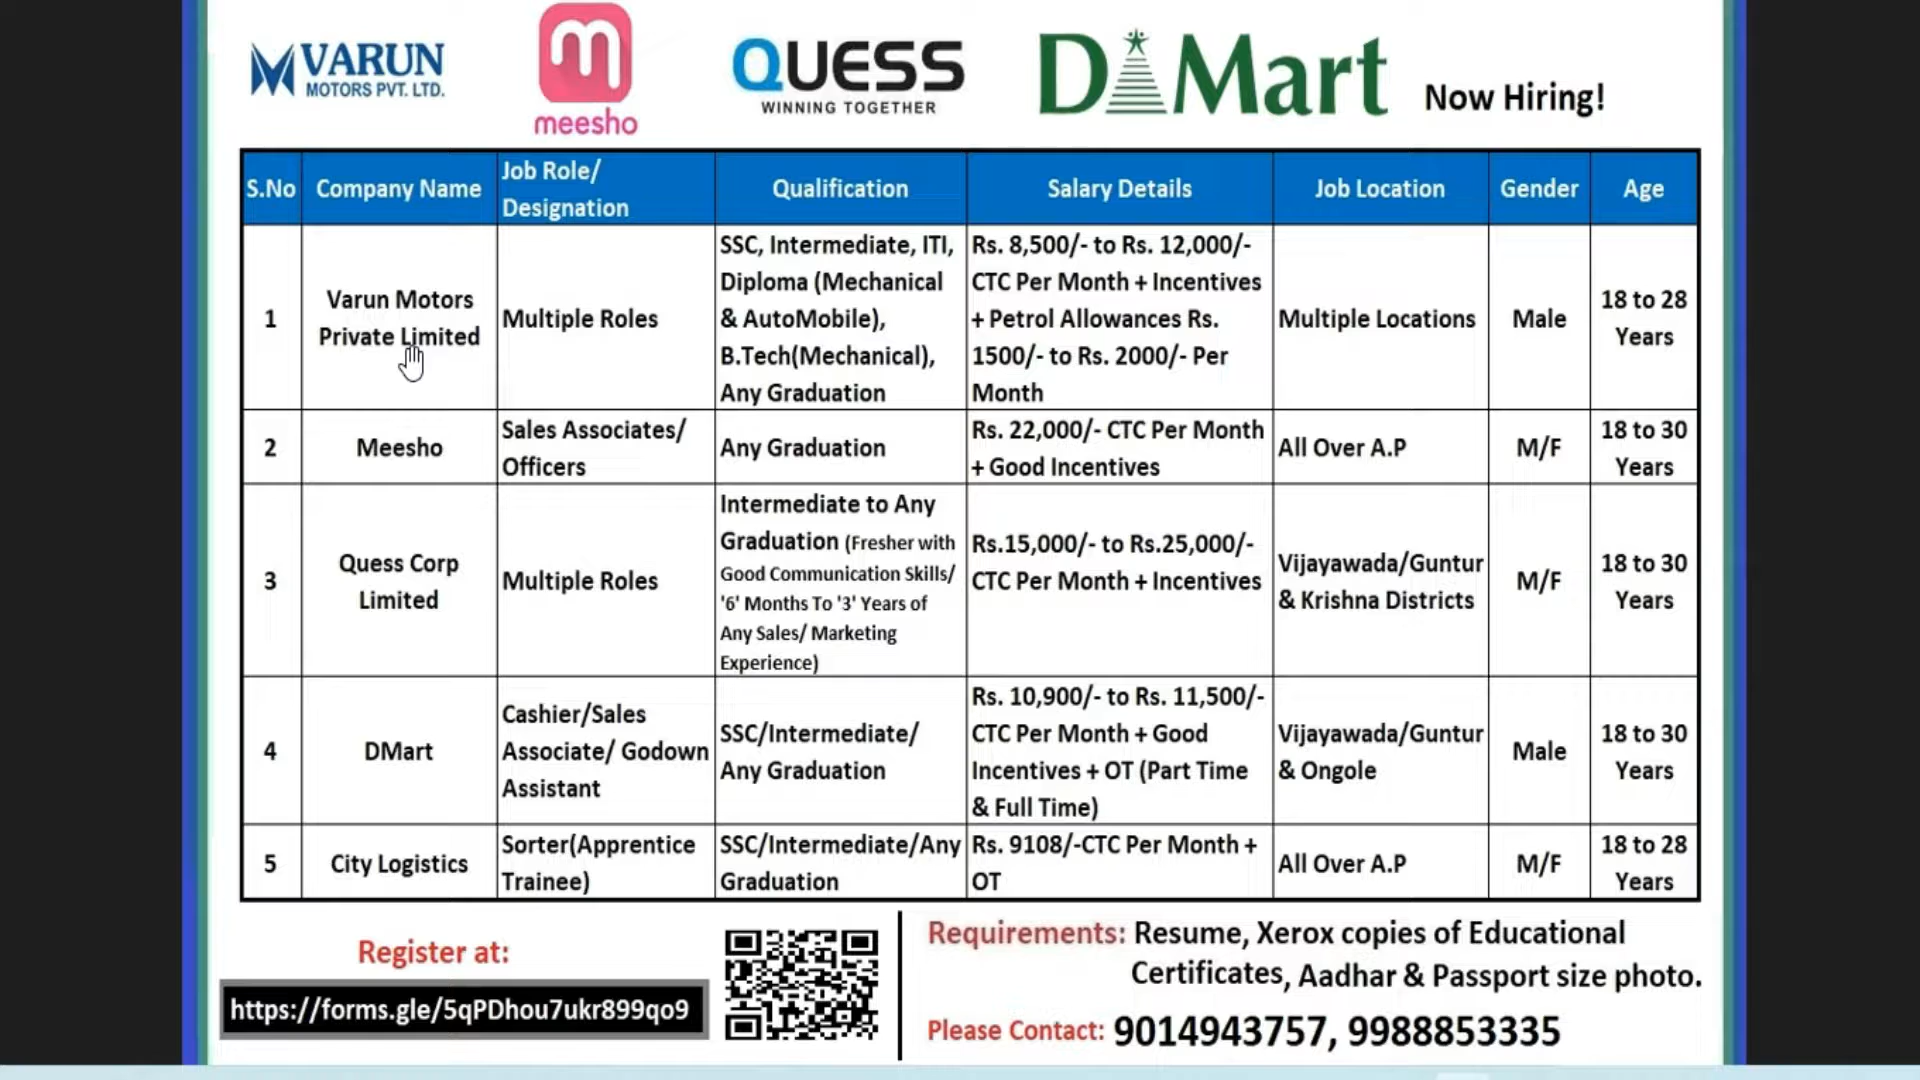 VARUN
MOTORS PVT. LTD.
meesho
QUESS
WINNING TOGETHER
D Mart
Now Hiring!
S.No
Company Name
Job Role/
Designation
Qualification
Salary Details
Job Location
Gender
Age
1
Varun Motors
Private Limited
Multiple Roles
SSC, Intermediate, ITI,
Diploma (Mechanical
& AutoMobile),
B.Tech(Mechanical),
Any Graduation
Rs. 8,500/- to Rs. 12,000/-
CTC Per Month + Incentives
+ Petrol Allowances Rs.
1500/- to Rs. 2000/- Per
Month
Multiple Locations
Male
18 to 28
Years
2
Meesho
Sales Associates/
Officers
Any Graduation
Rs. 22,000/- CTC Per Month
+ Good Incentives
All Over A.P
M/F
18 to 30
Years
3
Quess Corp
Limited
Multiple Roles
Intermediate to Any
Graduation (Fresher with
Good Communication Skills/
'6' Months To '3' Years of
Any Sales/ Marketing
Experience)
Rs.15,000/- to Rs.25,000/-
CTC Per Month + Incentives
Vijayawada/Guntur
& Krishna Districts
M/F
18 to 30
Years
4
DMart
Cashier/Sales
Associate/ Godown
Assistant
SSC/Intermediate/
Any Graduation
Rs. 10,900/- to Rs. 11,500/-
CTC Per Month + Good
Incentives + OT (Part Time
& Full Time)
Vijayawada/Guntur
& Ongole
Male
18 to 30
Years
5
City Logistics
Sorter(Apprentice
Trainee)
SSC/Intermediate/Any
Graduation
Rs. 9108/-CTC Per Month +
OT
All Over A.P
M/F
18 to 28
Years
Register at:
https://forms.gle/5qPDhou7ukr899qo9
Requirements: Resume, Xerox copies of Educational
Certificates, Aadhar & Passport size photo.
Please Contact: 9014943757, 9988853335